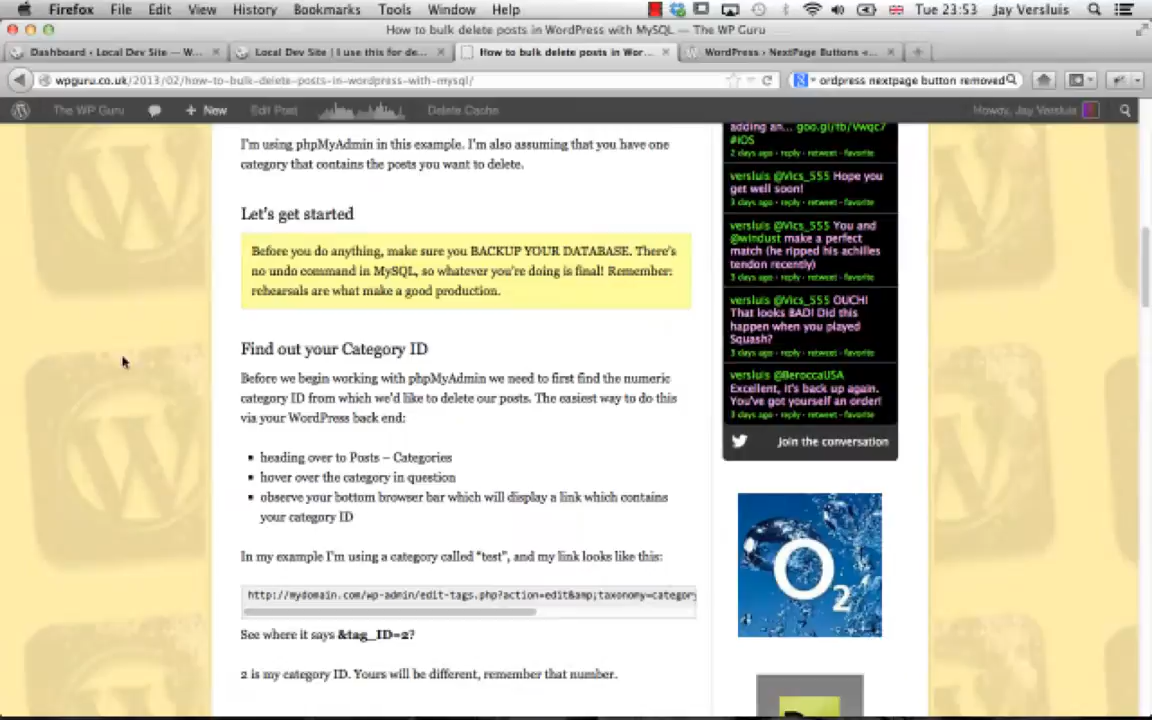 Firefox File Edit View History Bookmarks Tools Window Help Tue 23:53 Jay Versluis
How to bulk delete posts in WordPress with MySQL — The WP Guru
Dashboard ‹ Local Dev Site — W... Local Dev Site | I use this for de... How to bulk delete posts in Wor... WordPress › NextPage Buttons «...
wpguru.co.uk/2013/02/how-to-bulk-delete-posts-in-wordpress-with-mysql/ ordpress nextpage button removed
The WP Guru + New Edit Post Delete Cache Howdy, Jay Versluis
I'm using phpMyAdmin in this example. I'm also assuming that you have one
category that contains the posts you want to delete.
Let's get started
Before you do anything, make sure you BACKUP YOUR DATABASE. There's
no undo command in MySQL, so whatever you're doing is final! Remember:
rehearsals are what make a good production.
Find out your Category ID
Before we begin working with phpMyAdmin we need to first find the numeric
category ID from which we'd like to delete our posts. The easiest way to do this
via your WordPress back end:
heading over to Posts – Categories
hover over the category in question
observe your bottom browser bar which will display a link which contains
your category ID
In my example I'm using a category called "test", and my link looks like this:
http://mydomain.com/wp-admin/edit-tags.php?action=edit&amp;taxonomy=category
See where it says &tag_ID=2?
2 is my category ID. Yours will be different, remember that number.
adding an... goo.gl/fb/Vwqc7
#iOS
2 days ago · reply · retweet · favorite
versluis @Vics_555 Hope you
get well soon!
3 days ago · reply · retweet · favorite
versluis @Vics_555 You and
@windust make a perfect
match (he ripped his achilles
tendon recently)
3 days ago · reply · retweet · favorite
versluis @Vics_555 OUCH!
That looks BAD! Did this
happen when you played
Squash?
3 days ago · reply · retweet · favorite
versluis @BeroccaUSA
Excellent, it's back up again.
You've got yourself an order!
3 days ago · reply · retweet · favorite
Join the conversation
O2